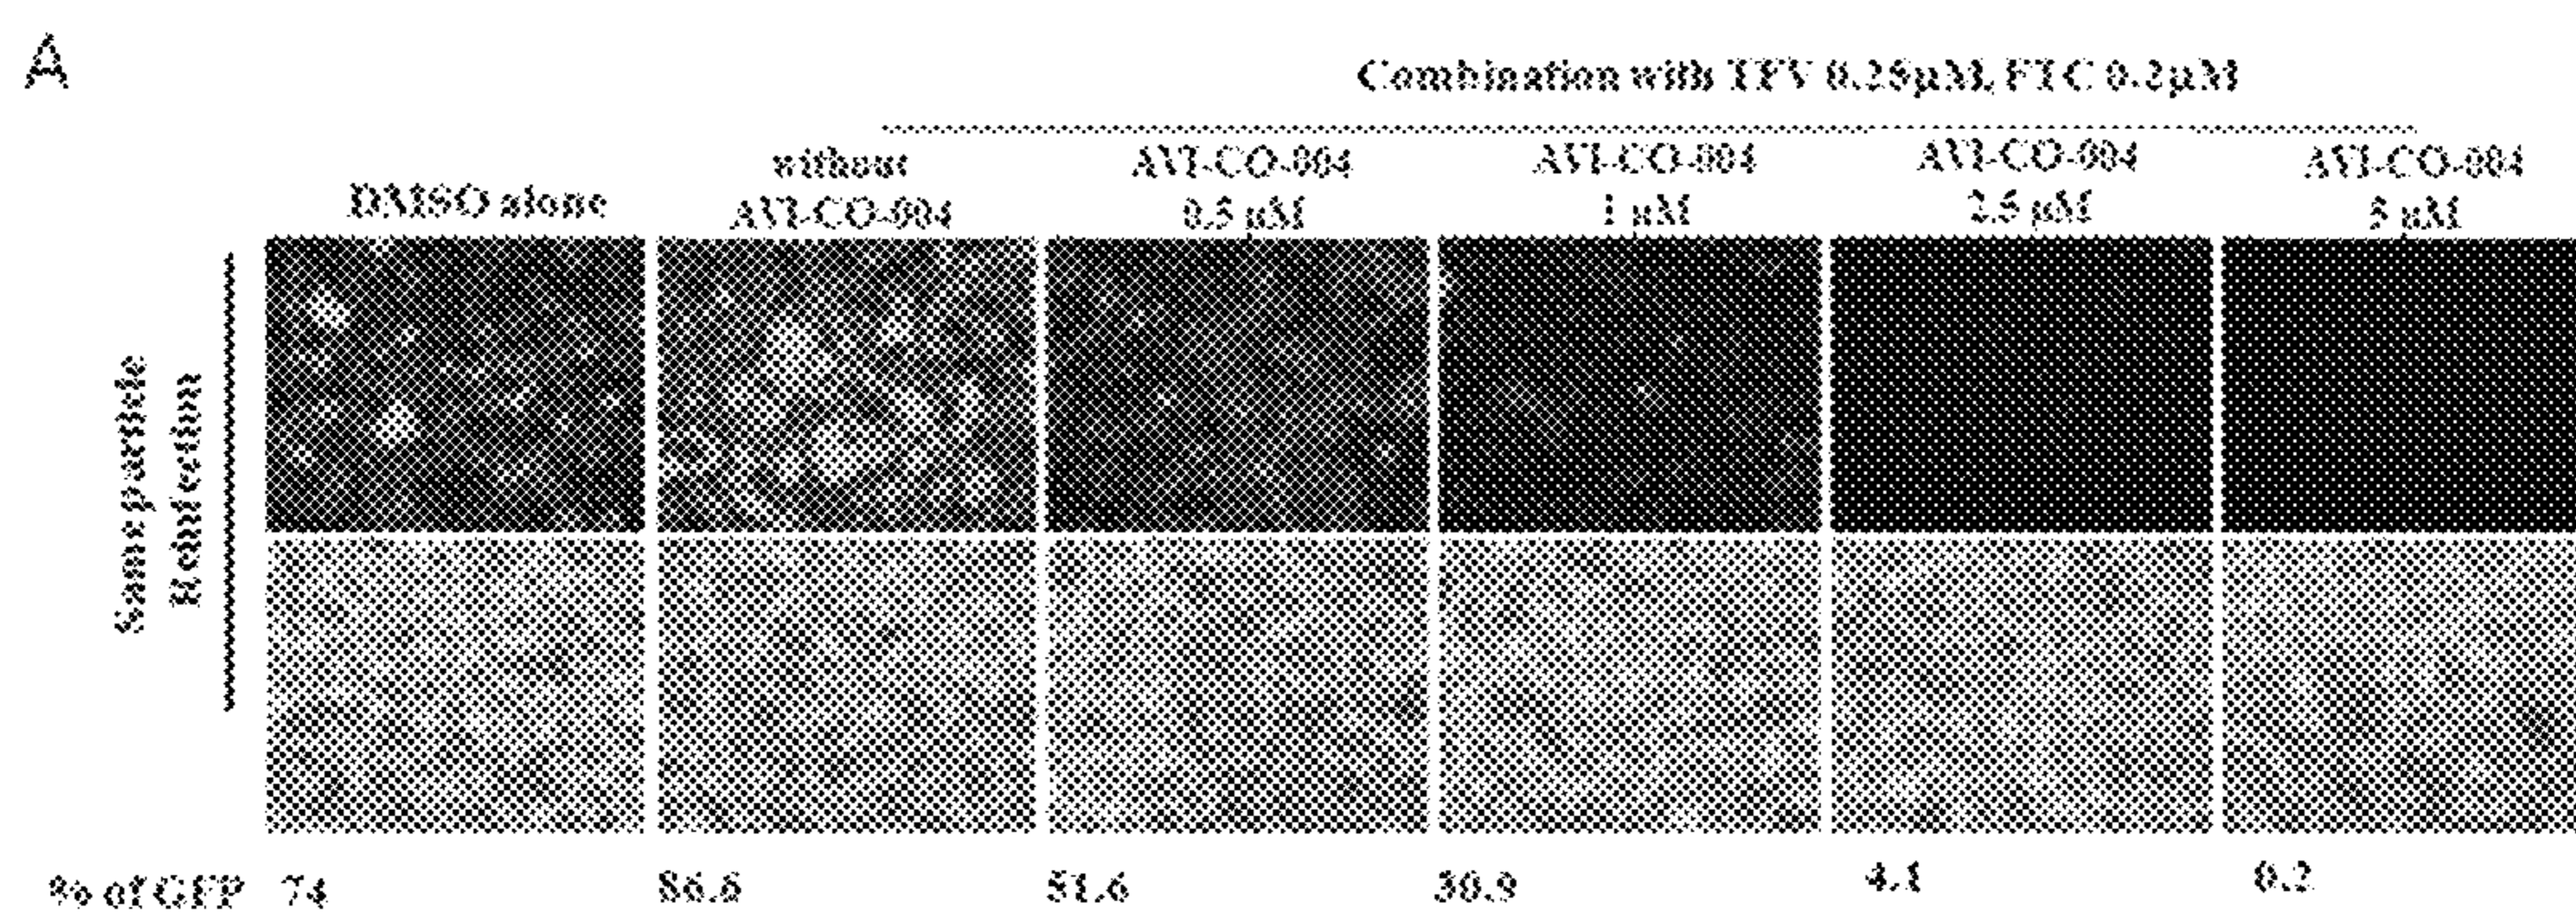 A
Combination with TFV 0.25µM, FTC 0.2µM
DMSO alone
without
AVI-CO-004
AVI-CO-004
0.5 µM
AVI-CO-004
1 µM
AVI-CO-004
2.5 µM
AVI-CO-004
5 µM
Same particle
Reinfection
% of GFP 74 86.6 51.6 30.9 4.1 0.2